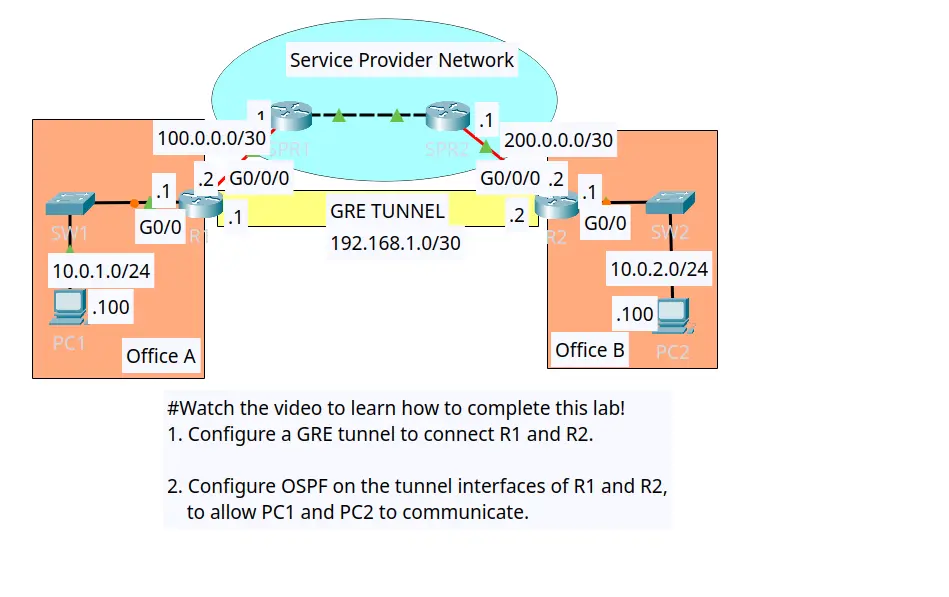 Service Provider Network
.1
SPR1
SPR2
.1
100.0.0.0/30
200.0.0.0/30
.2
G0/0/0
G0/0/0
.2
.1
.1
G0/0
R1
.1
GRE TUNNEL
.2
R2
G0/0
SW1
SW2
192.168.1.0/30
10.0.1.0/24
10.0.2.0/24
.100
.100
PC1
PC2
Office A
Office B
#Watch the video to learn how to complete this lab!
1. Configure a GRE tunnel to connect R1 and R2.
2. Configure OSPF on the tunnel interfaces of R1 and R2,
to allow PC1 and PC2 to communicate.